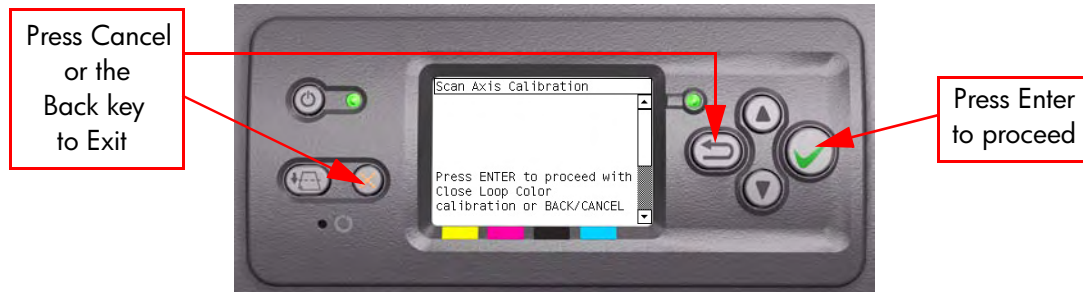 Press Cancel
or the
Back key
to Exit
Scan Axis Calibration
Press ENTER to proceed with
Close Loop Color
calibration or BACK/CANCEL
Press Enter
to proceed